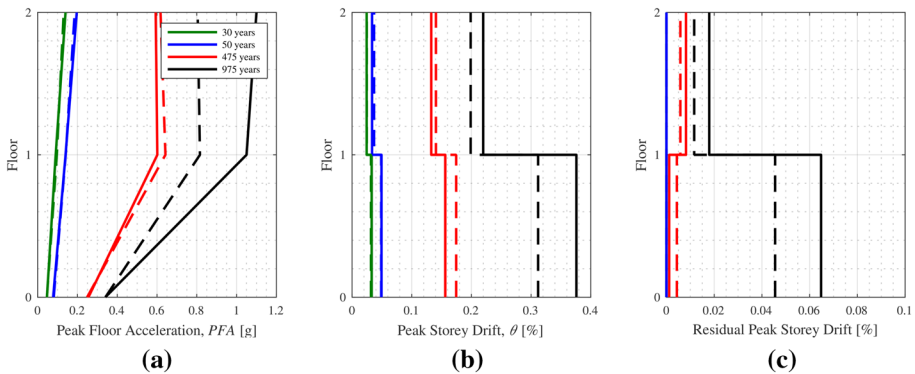 2
1
0
Floor
0
0.2
0.4
0.6
0.8
1
1.2
Peak Floor Acceleration, PFA [g]
30 years
50 years
475 years
975 years
(a)
2
1
0
Floor
0
0.1
0.2
0.3
0.4
Peak Storey Drift, θ [%]
(b)
2
1
0
Floor
0
0.02
0.04
0.06
0.08
0.1
Residual Peak Storey Drift [%]
(c)